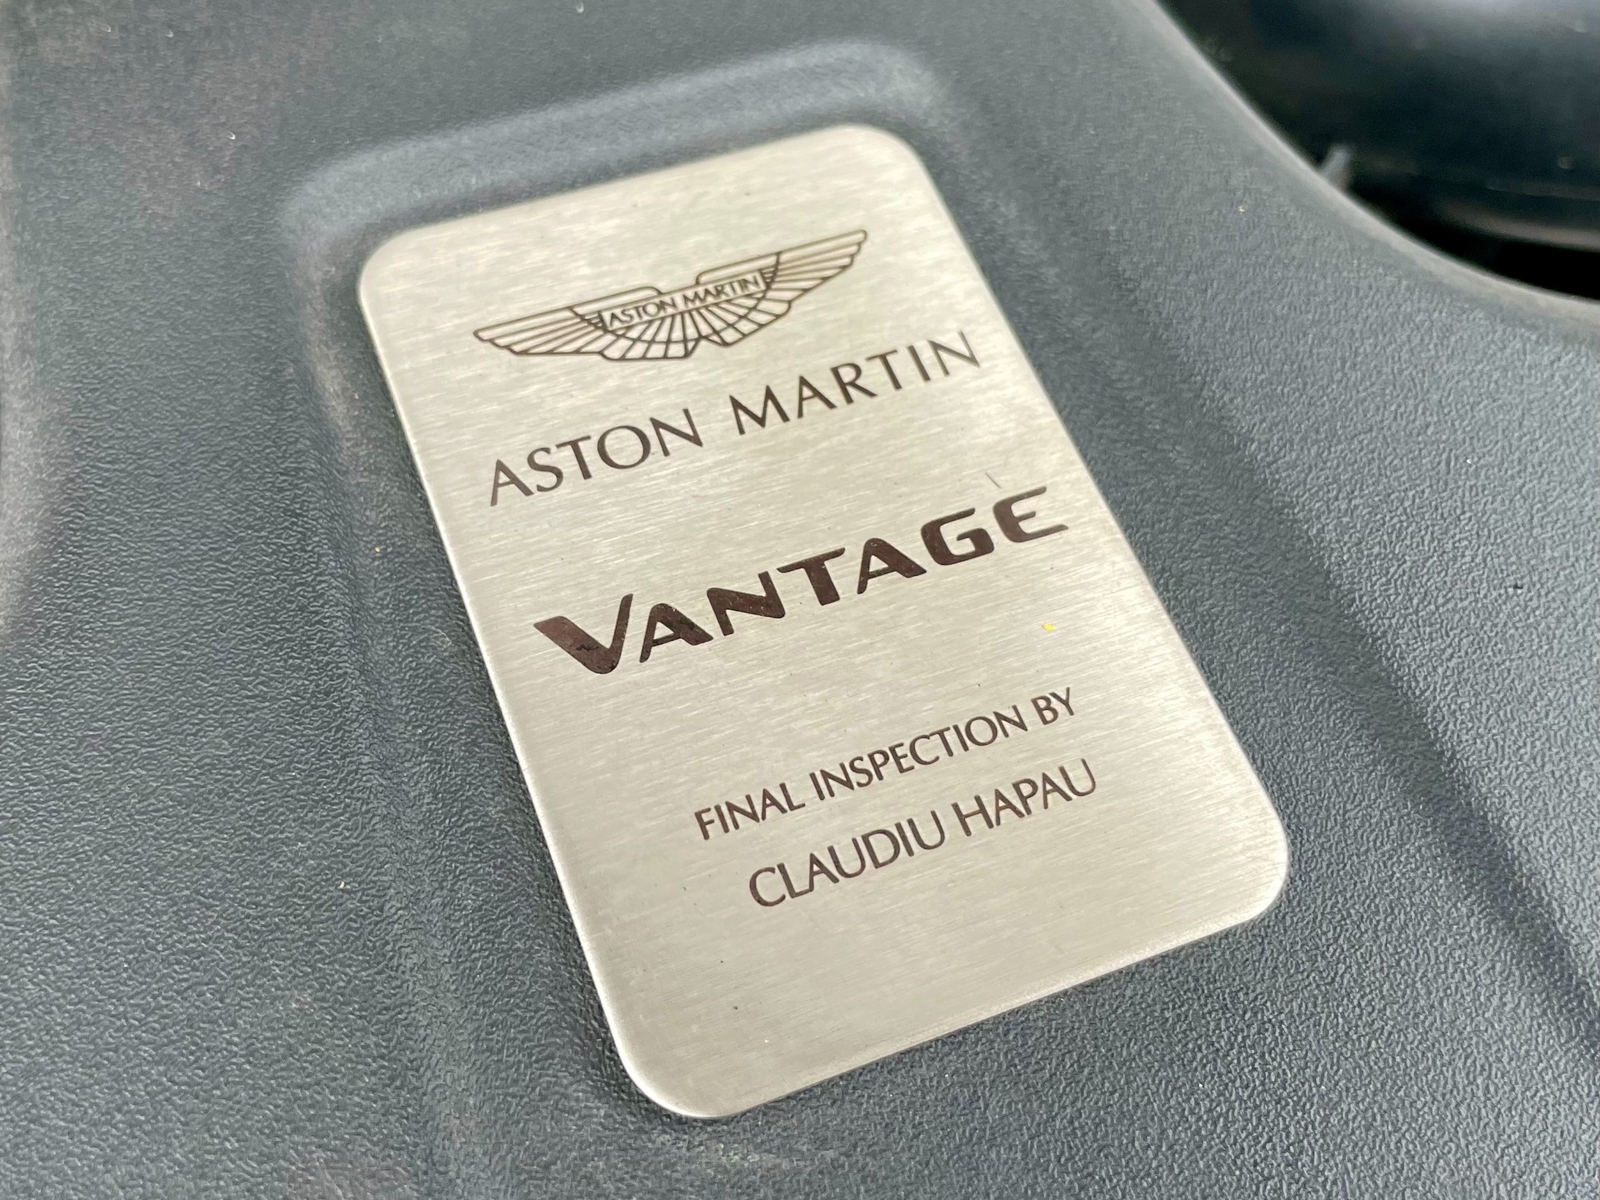 ASTON MARTIN
ASTON MARTIN
VANTAGE
FINAL INSPECTION BY
CLAUDIU HAPAU